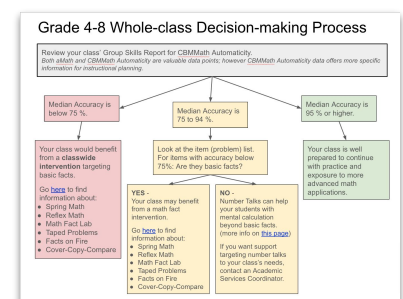 Grade 4-8 Whole-class Decision-making Process
Review your class' Group Skills Report for CBMMath Automaticity.
Both aMath and CBMMath Automaticity are valuable data points; however CBMMath Automaticity data offers more specific
information for instructional planning.
Median Accuracy is
below 75 %.
Median Accuracy is
75 to 94 %.
Median Accuracy is
95 % or higher.
Your class would benefit
from a classwide
intervention targeting
basic facts.
Go here to find
information about:
● Spring Math
● Reflex Math
● Math Fact Lab
● Taped Problems
● Facts on Fire
● Cover-Copy-Compare
Look at the item (problem) list.
For items with accuracy below
75%: Are they basic facts?
Your class is well
prepared to continue
with practice and
exposure to more
advanced math
applications.
YES -
Your class may benefit
from a math fact
intervention.
Go here to find
information about:
● Spring Math
● Reflex Math
● Math Fact Lab
● Taped Problems
● Facts on Fire
● Cover-Copy-Compare
NO -
Number Talks can help
your students with
mental calculation
beyond basic facts.
(more info on this page)
If you want support
targeting number talks
to your class's needs,
contact an Academic
Services Coordinator.